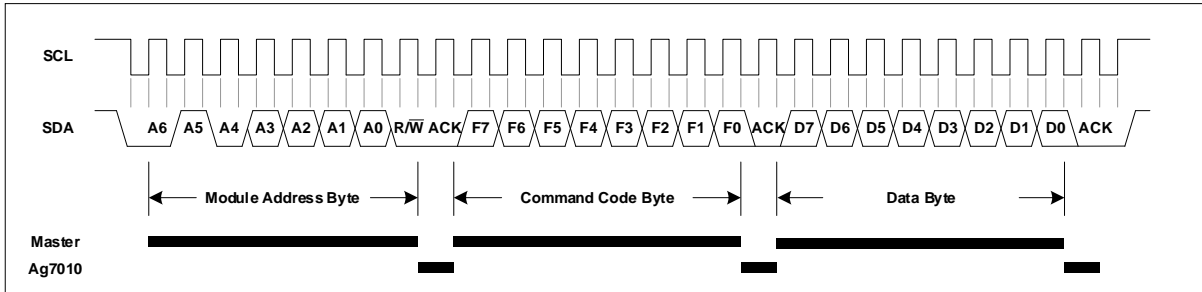 SCL
SDA A6 A5 A4 A3 A2 A1 A0 R/W̅ ACK F7 F6 F5 F4 F3 F2 F1 F0 ACK D7 D6 D5 D4 D3 D2 D1 D0 ACK
Module Address Byte Command Code Byte Data Byte
Master
Ag7010